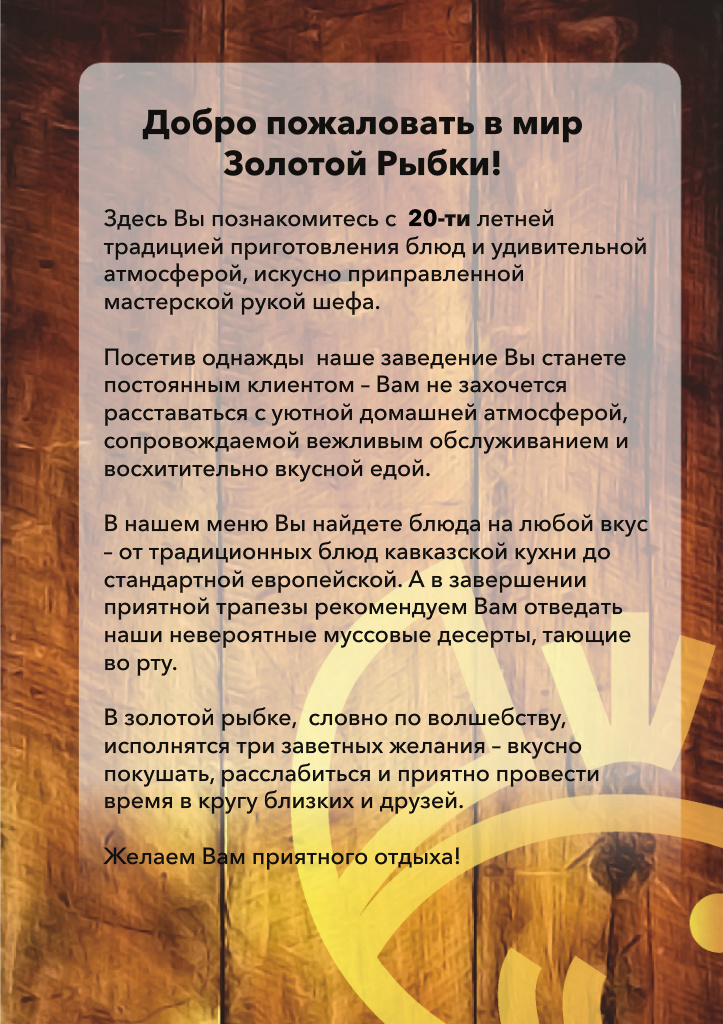 Добро пожаловать в мир
Золотой Рыбки!
Здесь Вы познакомитесь с  20-ти летней
традицией приготовления блюд и удивительной
атмосферой, искусно приправленной
мастерской рукой шефа.
Посетив однажды  наше заведение Вы станете
постоянным клиентом – Вам не захочется
расставаться с уютной домашней атмосферой,
сопровождаемой вежливым обслуживанием и
восхитительно вкусной едой.
В нашем меню Вы найдете блюда на любой вкус
– от традиционных блюд кавказской кухни до
стандартной европейской. А в завершении
приятной трапезы рекомендуем Вам отведать
наши невероятные муссовые десерты, тающие
во рту.
В золотой рыбке,  словно по волшебству,
исполнятся три заветных желания – вкусно
покушать, расслабиться и приятно провести
время в кругу близких и друзей.
Желаем Вам приятного отдыха!